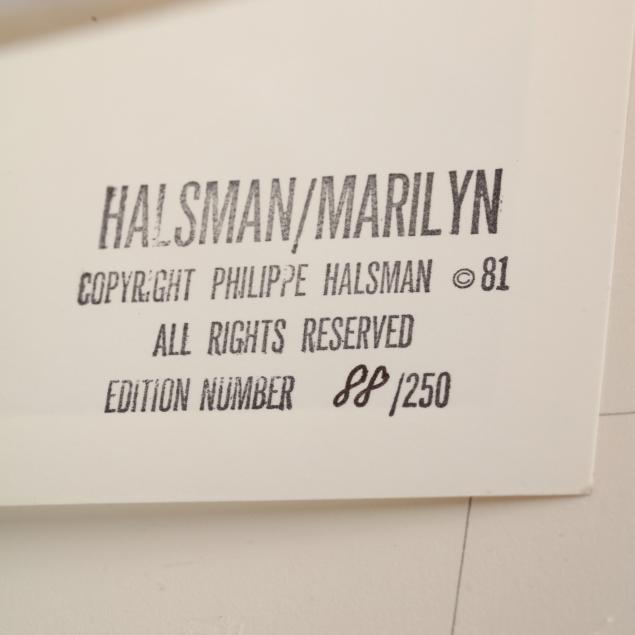 HALSMAN/MARILYN
COPYRIGHT PHILIPPE HALSMAN © 81
ALL RIGHTS RESERVED
EDITION NUMBER 88/250